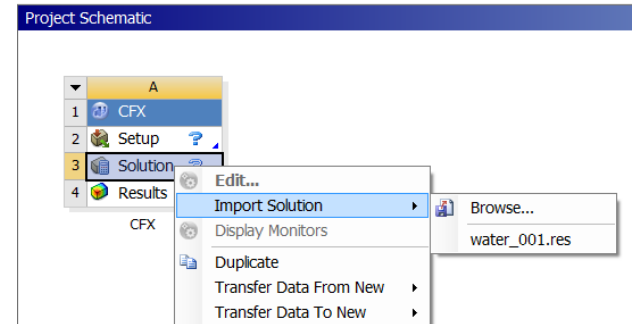 Project Schematic
A
1 CFX
2 Setup ?
3 Solution ?
4 Results
CFX
Edit...
Import Solution
Display Monitors
Duplicate
Transfer Data From New
Transfer Data To New
Browse...
water_001.res